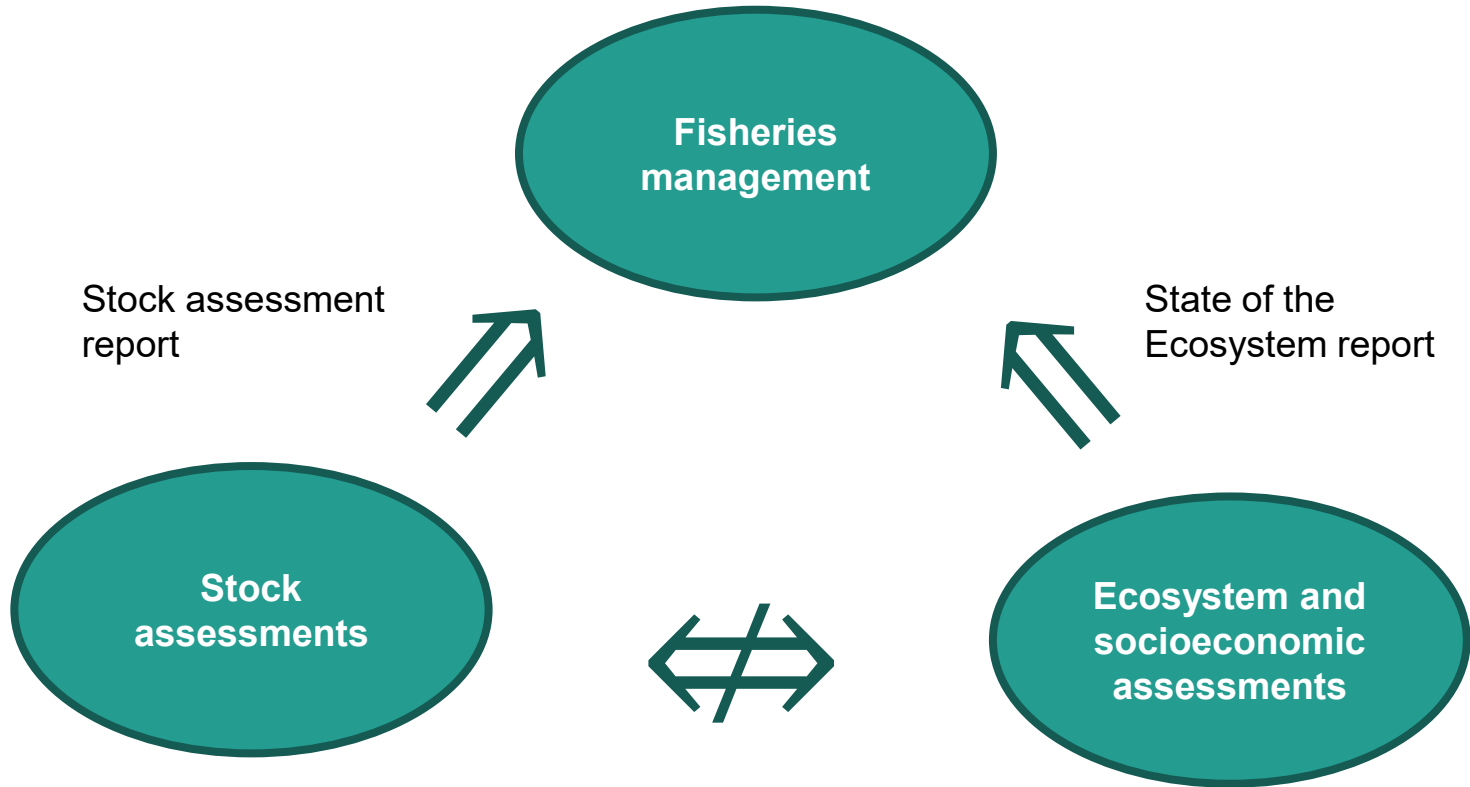 Fisheries
management
Stock assessment
report
State of the
Ecosystem report
Stock
assessments
Ecosystem and
socioeconomic
assessments